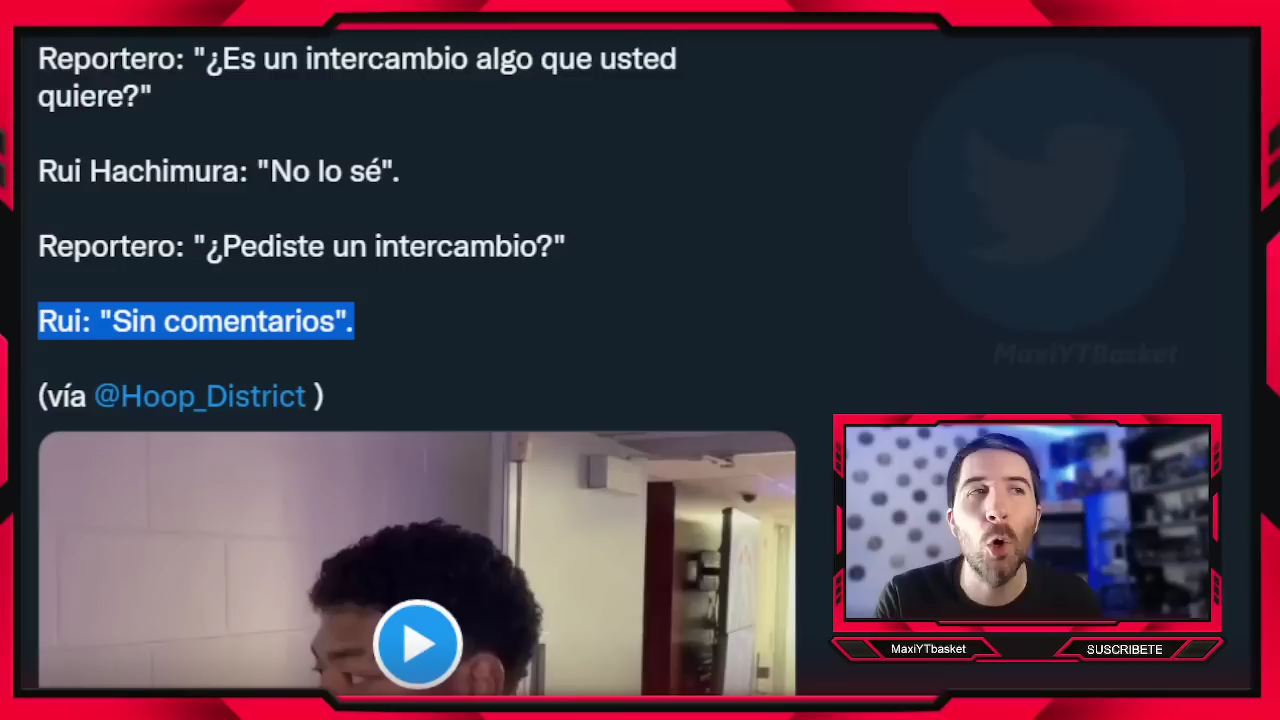 Reportero: "¿Es un intercambio algo que usted
quiere?"
Rui Hachimura: "No lo sé".
Reportero: "¿Pediste un intercambio?"
Rui: "Sin comentarios".
(vía @Hoop_District )
MaxiYTBasket
MaxiYTbasket
SUSCRIBETE